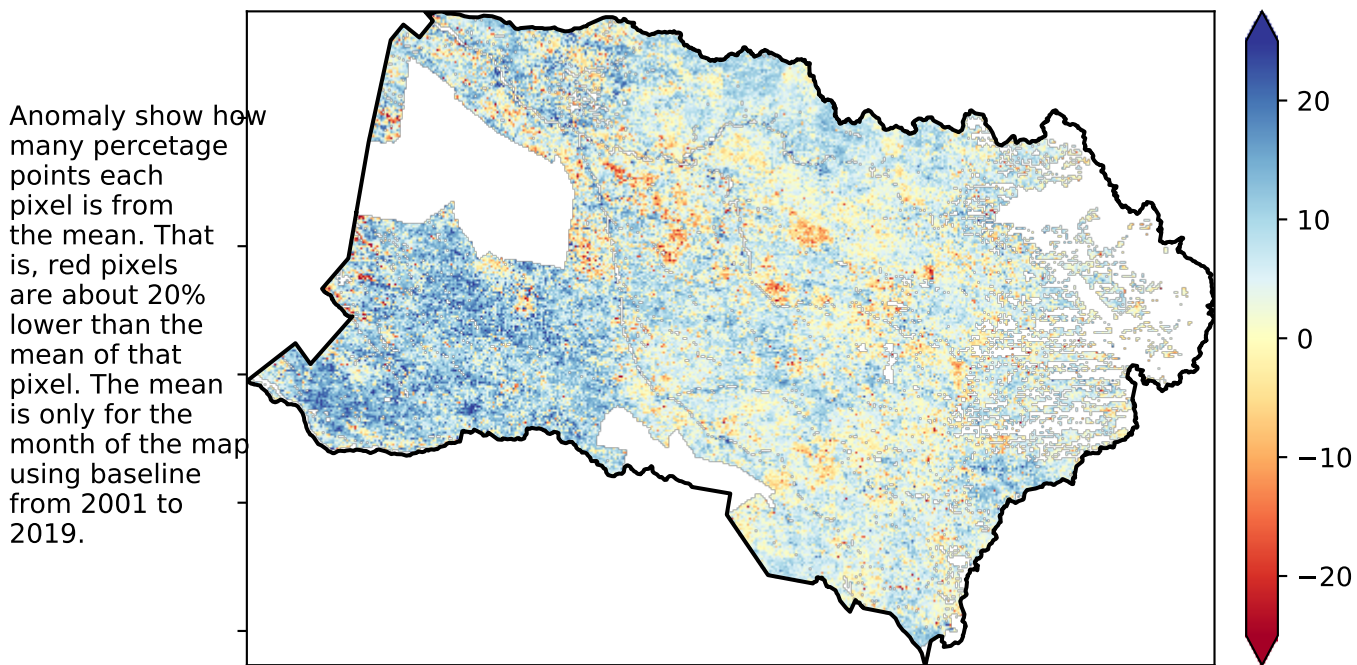 Anomaly show how
many percetage
points each
pixel is from
the mean. That
is, red pixels
are about 20%
lower than the
mean of that
pixel. The mean
is only for the
month of the map
using baseline
from 2001 to
2019.
20
10
0
−10
−20